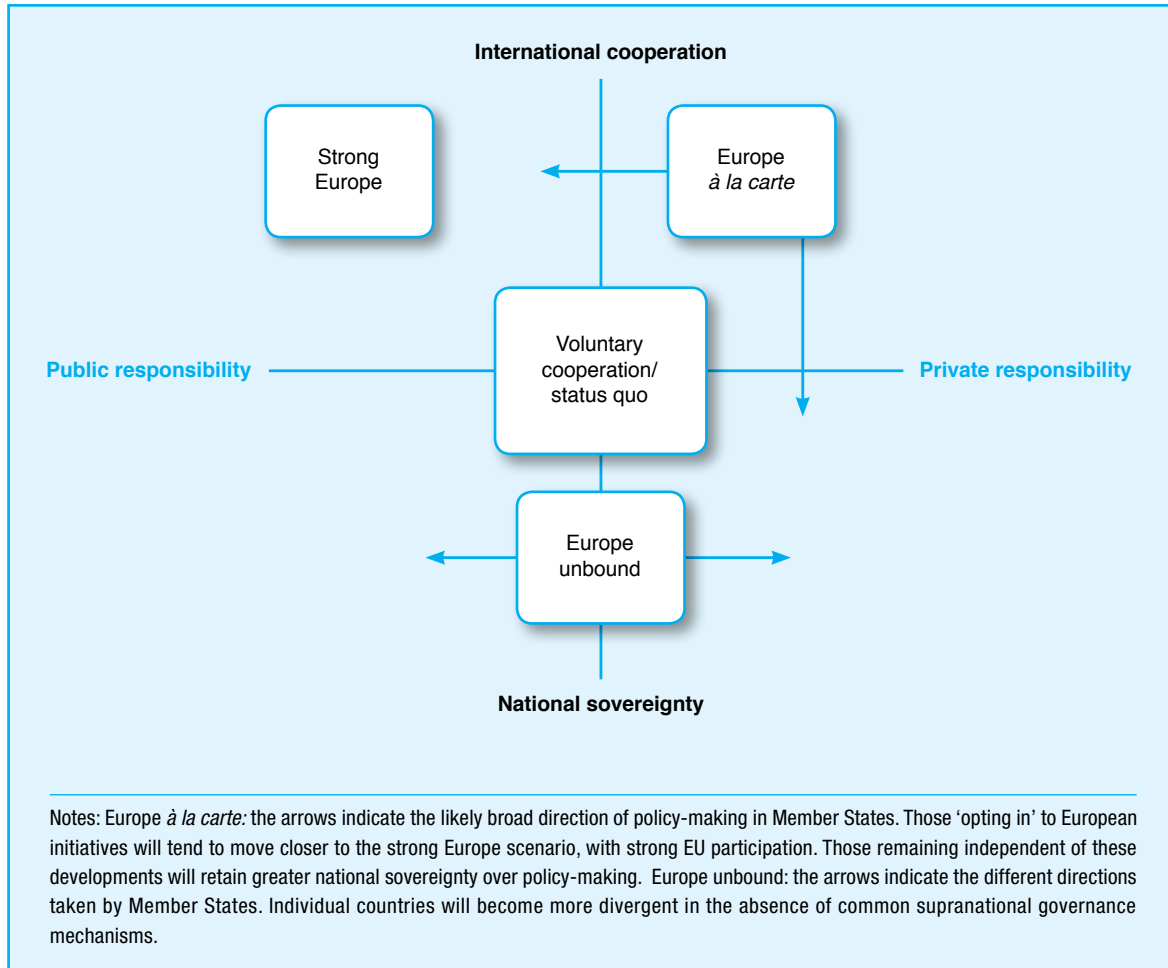 International cooperation
Strong
Europe
Europe
à la carte
Public responsibility
Voluntary
cooperation/
status quo
Private responsibility
Europe
unbound
National sovereignty
Notes: Europe à la carte: the arrows indicate the likely broad direction of policy-making in Member States. Those ‘opting in’ to European
initiatives will tend to move closer to the strong Europe scenario, with strong EU participation. Those remaining independent of these
developments will retain greater national sovereignty over policy-making. Europe unbound: the arrows indicate the different directions
taken by Member States. Individual countries will become more divergent in the absence of common supranational governance
mechanisms.